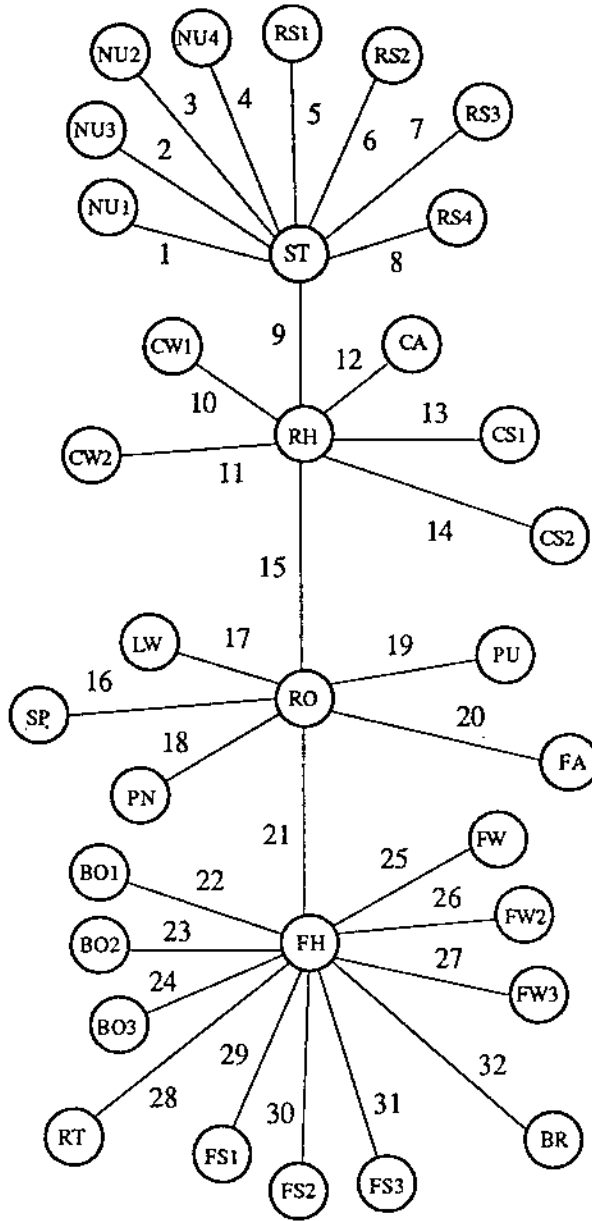 NU4
RS1
NU2
RS2
3
4
5
6
7
RS3
NU3
2
NU1
RS4
1
ST
8
9
CW1
12
CA
10
13
RH
CS1
CW2
11
14
CS2
15
LW
17
19
PU
16
RO
SP
20
18
FA
PN
21
25
FW
BO1
22
26
FW2
BO2
23
FH
27
24
FW3
BO3
29
32
28
30
31
RT
BR
FS1
FS2
FS3